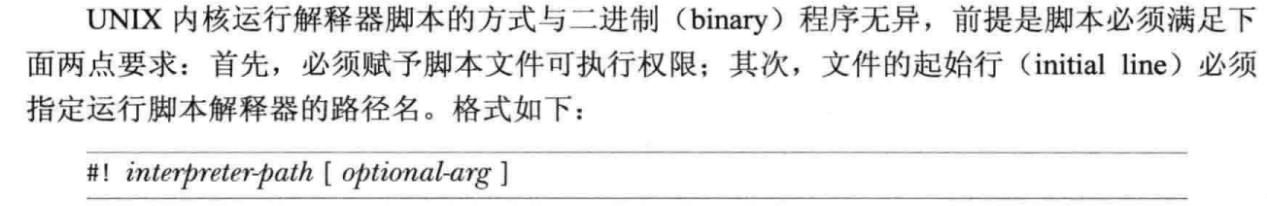 UNIX 内核运行解释器脚本的方式与二进制（binary）程序无异，前提是脚本必须满足下
面两点要求：首先，必须赋予脚本文件可执行权限；其次，文件的起始行（initial line）必须
指定运行脚本解释器的路径名。格式如下：
#! interpreter-path [ optional-arg ]